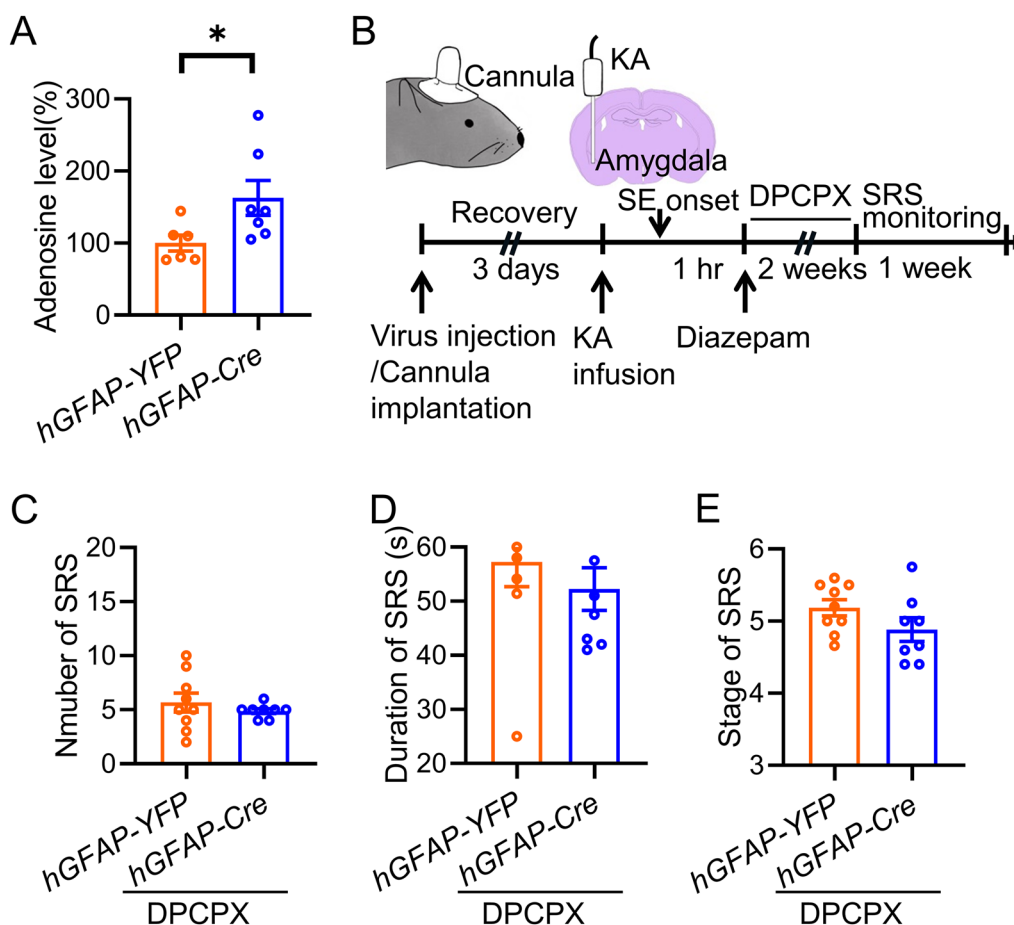 A
*
Adenosine level(%)
300
200
100
0
hGFAP-YFP
hGFAP-Cre
B
Cannula
KA
Amygdala
SE onset
DPCPX
SRS
monitoring
Recovery
3 days
1 hr
2 weeks
1 week
Virus injection
/Cannula
implantation
KA
infusion
Diazepam
C
Nmuber of SRS
20
15
10
5
0
hGFAP-YFP
hGFAP-Cre
DPCPX
D
Duration of SRS (s)
60
50
40
30
20
hGFAP-YFP
hGFAP-Cre
DPCPX
E
Stage of SRS
6
5
4
3
hGFAP-YFP
hGFAP-Cre
DPCPX